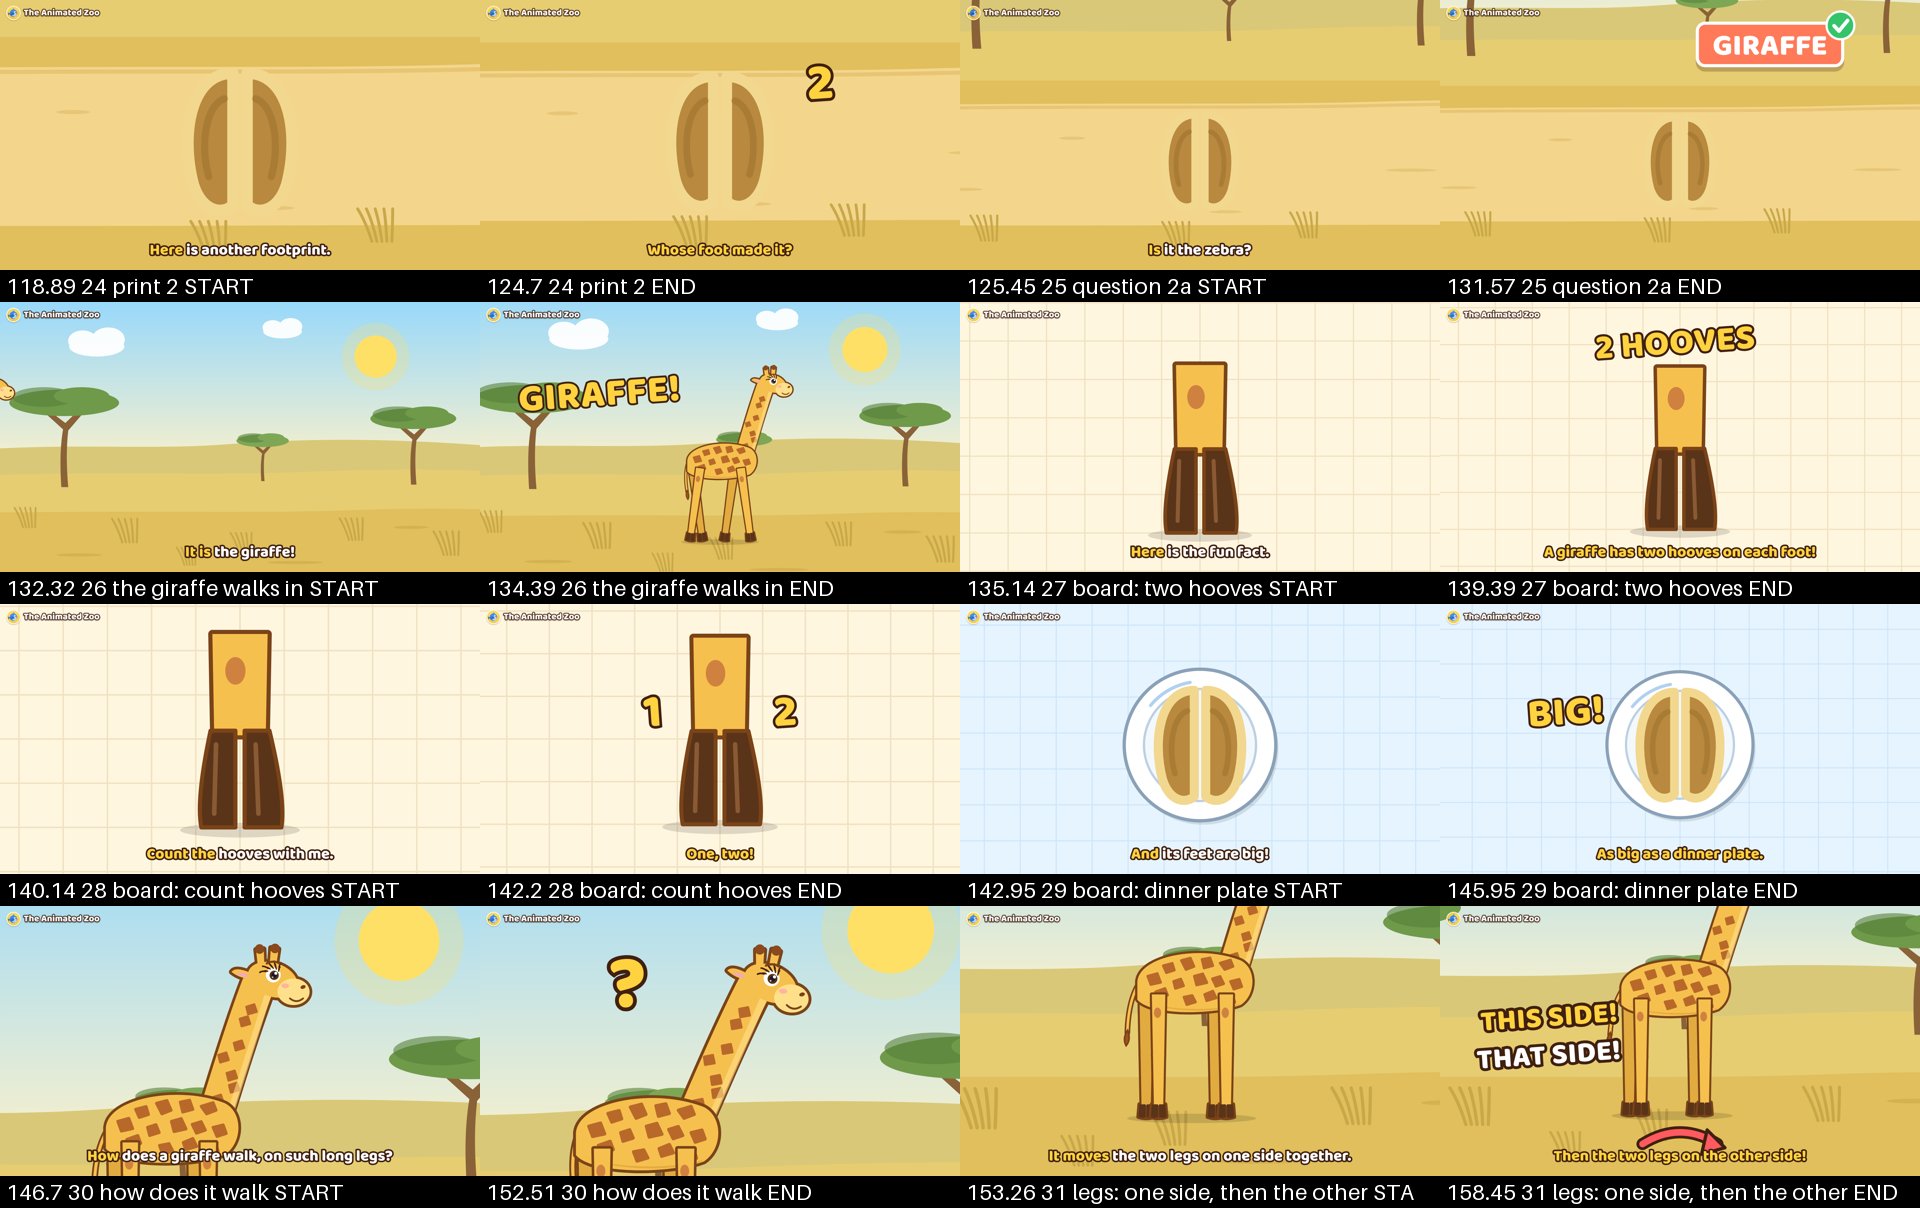 The Animated Zoo
Here is another footprint.
118.89 24 print 2 START
The Animated Zoo
2
Whose foot made it?
124.7 24 print 2 END
The Animated Zoo
Is it the zebra?
125.45 25 question 2a START
The Animated Zoo
GIRAFFE
131.57 25 question 2a END
The Animated Zoo
It is the giraffe!
132.32 26 the giraffe walks in START
The Animated Zoo
GIRAFFE!
134.39 26 the giraffe walks in END
The Animated Zoo
Here is the fun fact.
135.14 27 board: two hooves START
The Animated Zoo
2 HOOVES
A giraffe has two hooves on each foot!
139.39 27 board: two hooves END
The Animated Zoo
Count the hooves with me.
140.14 28 board: count hooves START
The Animated Zoo
1 2
One, two!
142.2 28 board: count hooves END
The Animated Zoo
And its feet are big!
142.95 29 board: dinner plate START
The Animated Zoo
BIG!
As big as a dinner plate.
145.95 29 board: dinner plate END
The Animated Zoo
How does a giraffe walk, on such long legs?
146.7 30 how does it walk START
The Animated Zoo
?
152.51 30 how does it walk END
The Animated Zoo
It moves the two legs on one side together.
153.26 31 legs: one side, then the other STA
The Animated Zoo
THIS SIDE!
THAT SIDE!
Then the two legs on the other side!
158.45 31 legs: one side, then the other END